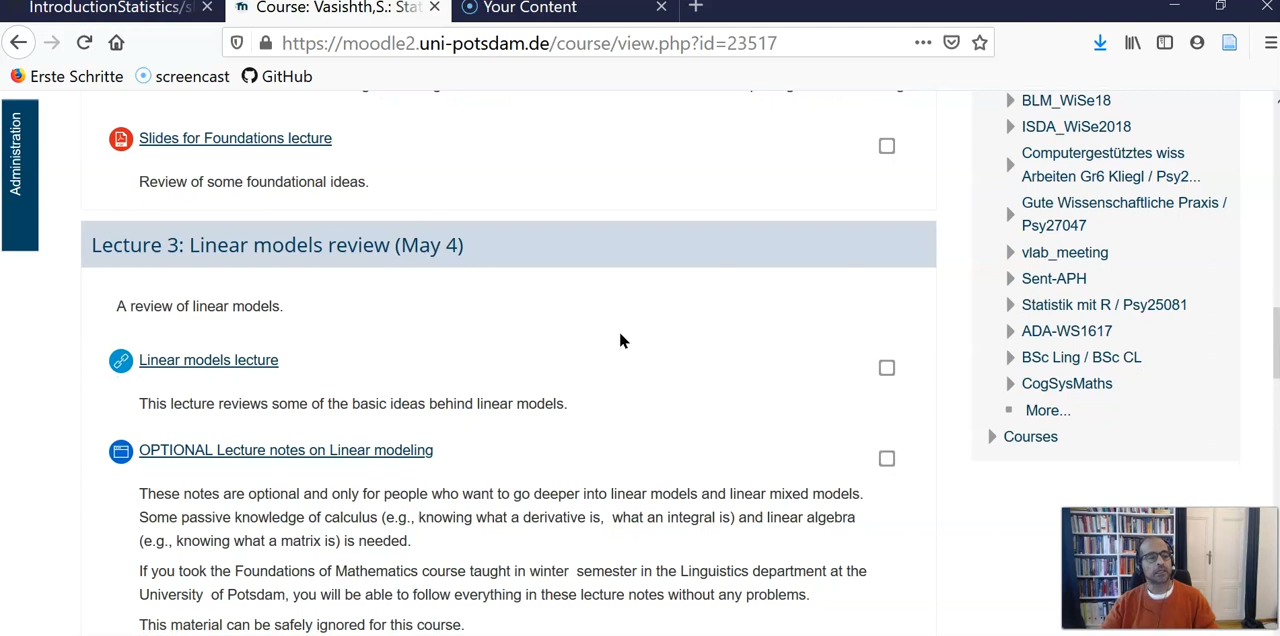 IntroductionStatistics/sl
Course: Vasishth,S.: Stat
Your Content
https://moodle2.uni-potsdam.de/course/view.php?id=23517
Erste Schritte
screencast
GitHub
Administration
Slides for Foundations lecture
Review of some foundational ideas.
Lecture 3: Linear models review (May 4)
A review of linear models.
Linear models lecture
This lecture reviews some of the basic ideas behind linear models.
OPTIONAL Lecture notes on Linear modeling
These notes are optional and only for people who want to go deeper into linear models and linear mixed models.
Some passive knowledge of calculus (e.g., knowing what a derivative is, what an integral is) and linear algebra
(e.g., knowing what a matrix is) is needed.
If you took the Foundations of Mathematics course taught in winter semester in the Linguistics department at the
University of Potsdam, you will be able to follow everything in these lecture notes without any problems.
This material can be safely ignored for this course.
BLM_WiSe18
ISDA_WiSe2018
Computergestütztes wiss
Arbeiten Gr6 Kliegl / Psy2...
Gute Wissenschaftliche Praxis /
Psy27047
vlab_meeting
Sent-APH
Statistik mit R / Psy25081
ADA-WS1617
BSc Ling / BSc CL
CogSysMaths
More...
Courses